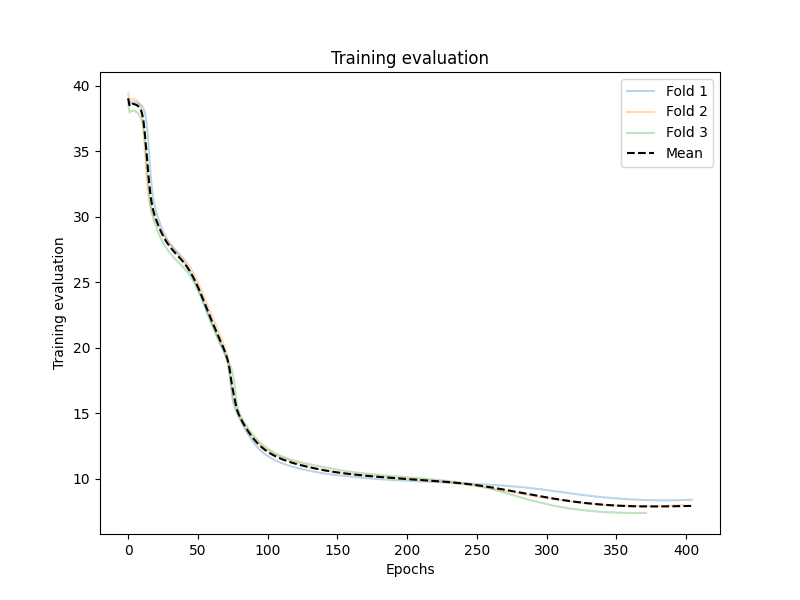 Training evaluation
Fold 1
Fold 2
Fold 3
Mean
Training evaluation
40
35
30
25
20
15
10
0 50 100 150 200 250 300 350 400
Epochs